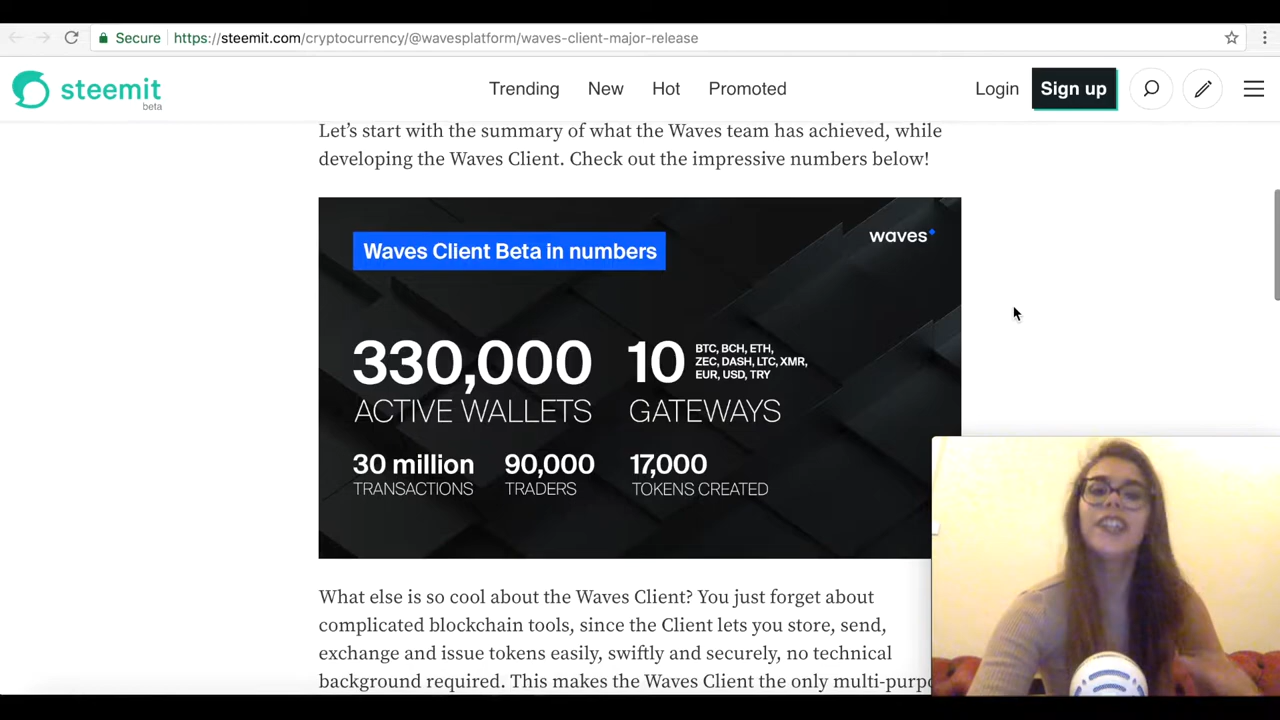 Secure https://steemit.com/cryptocurrency/@wavesplatform/waves-client-major-release
steemit
beta
Trending New Hot Promoted
Login Sign up
Let’s start with the summary of what the Waves team has achieved, while
developing the Waves Client. Check out the impressive numbers below!
Waves Client Beta in numbers
waves
330,000
ACTIVE WALLETS
10
BTC, BCH, ETH,
ZEC, DASH, LTC, XMR,
EUR, USD, TRY
GATEWAYS
30 million
TRANSACTIONS
90,000
TRADERS
17,000
TOKENS CREATED
What else is so cool about the Waves Client? You just forget about
complicated blockchain tools, since the Client lets you store, send,
exchange and issue tokens easily, swiftly and securely, no technical
background required. This makes the Waves Client the only